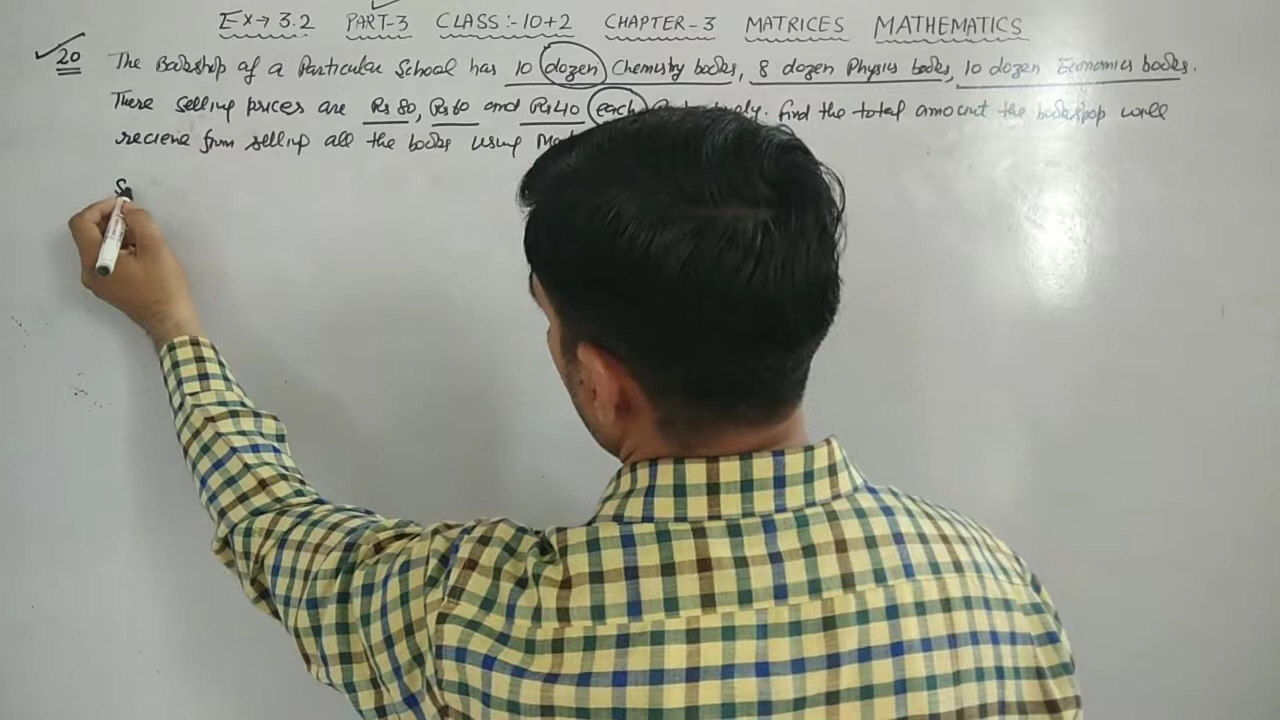 Ex→ 3.2 PART-3 CLASS:-10+2 CHAPTER-3 MATRICES MATHEMATICS
20 The Bookshop of a Particular School has 10 dozen Chemistry books, 8 dozen Physics books, 10 dozen Economics books.
There selling prices are Rs 80, Rs 60 and Rs 40 each find the total amount the bookshop will
recieve from selling all the books using
S